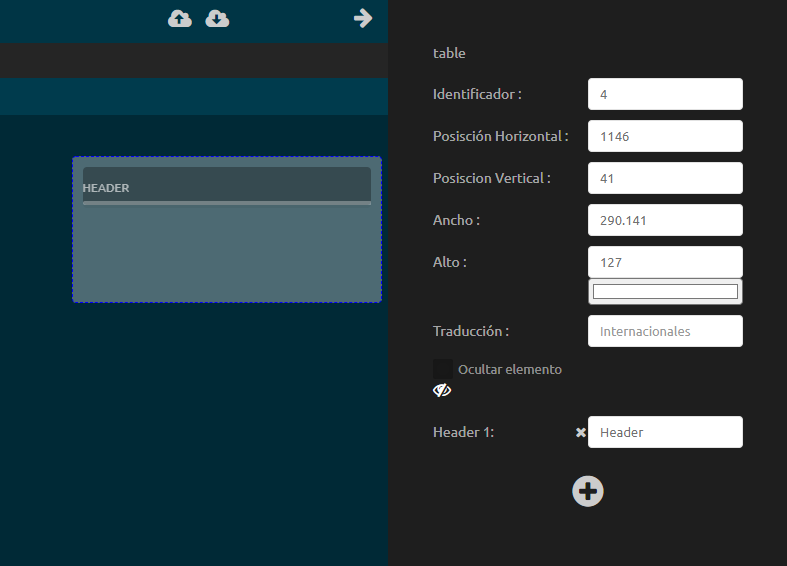 HEADER
table
Identificador : 4
Posisción Horizontal : 1146
Posiscion Vertical : 41
Ancho : 290.141
Alto : 127
Traducción : Internacionales
Ocultar elemento
Header 1: Header